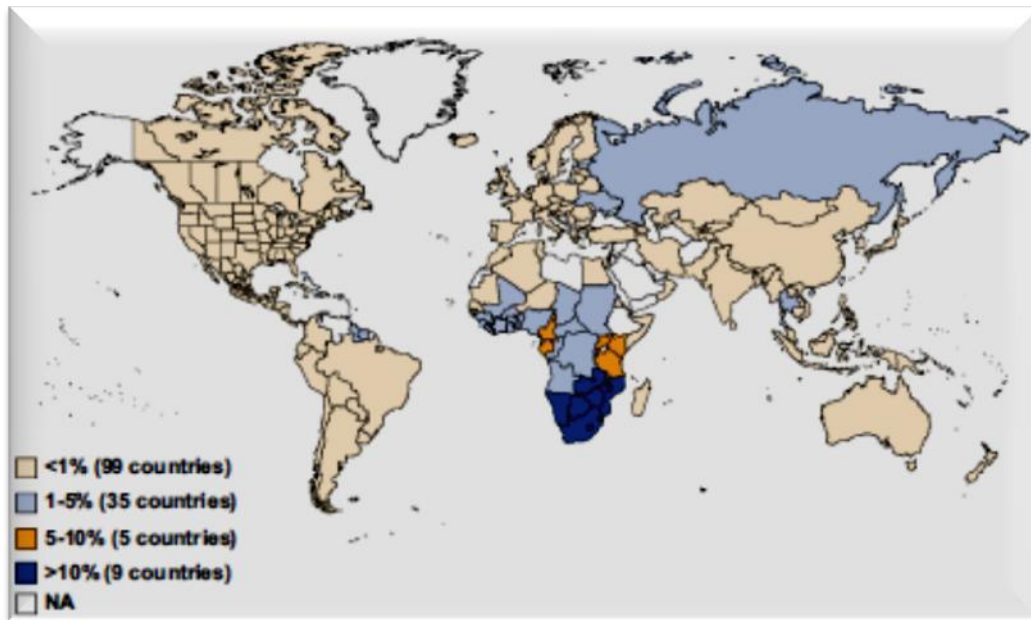 <1% (99 countries)
1-5% (35 countries)
5-10% (5 countries)
>10% (9 countries)
NA